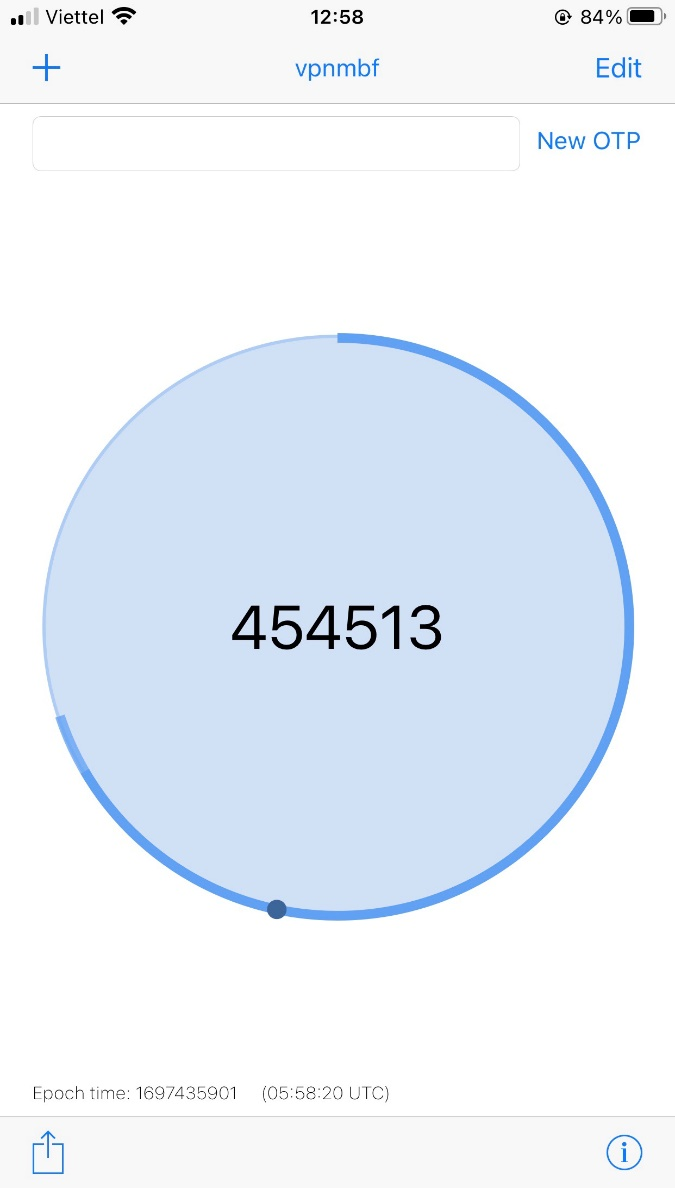 Viettel 12:58 84%
vpnmbf Edit
New OTP
454513
Epoch time: 1697435901 (05:58:20 UTC)